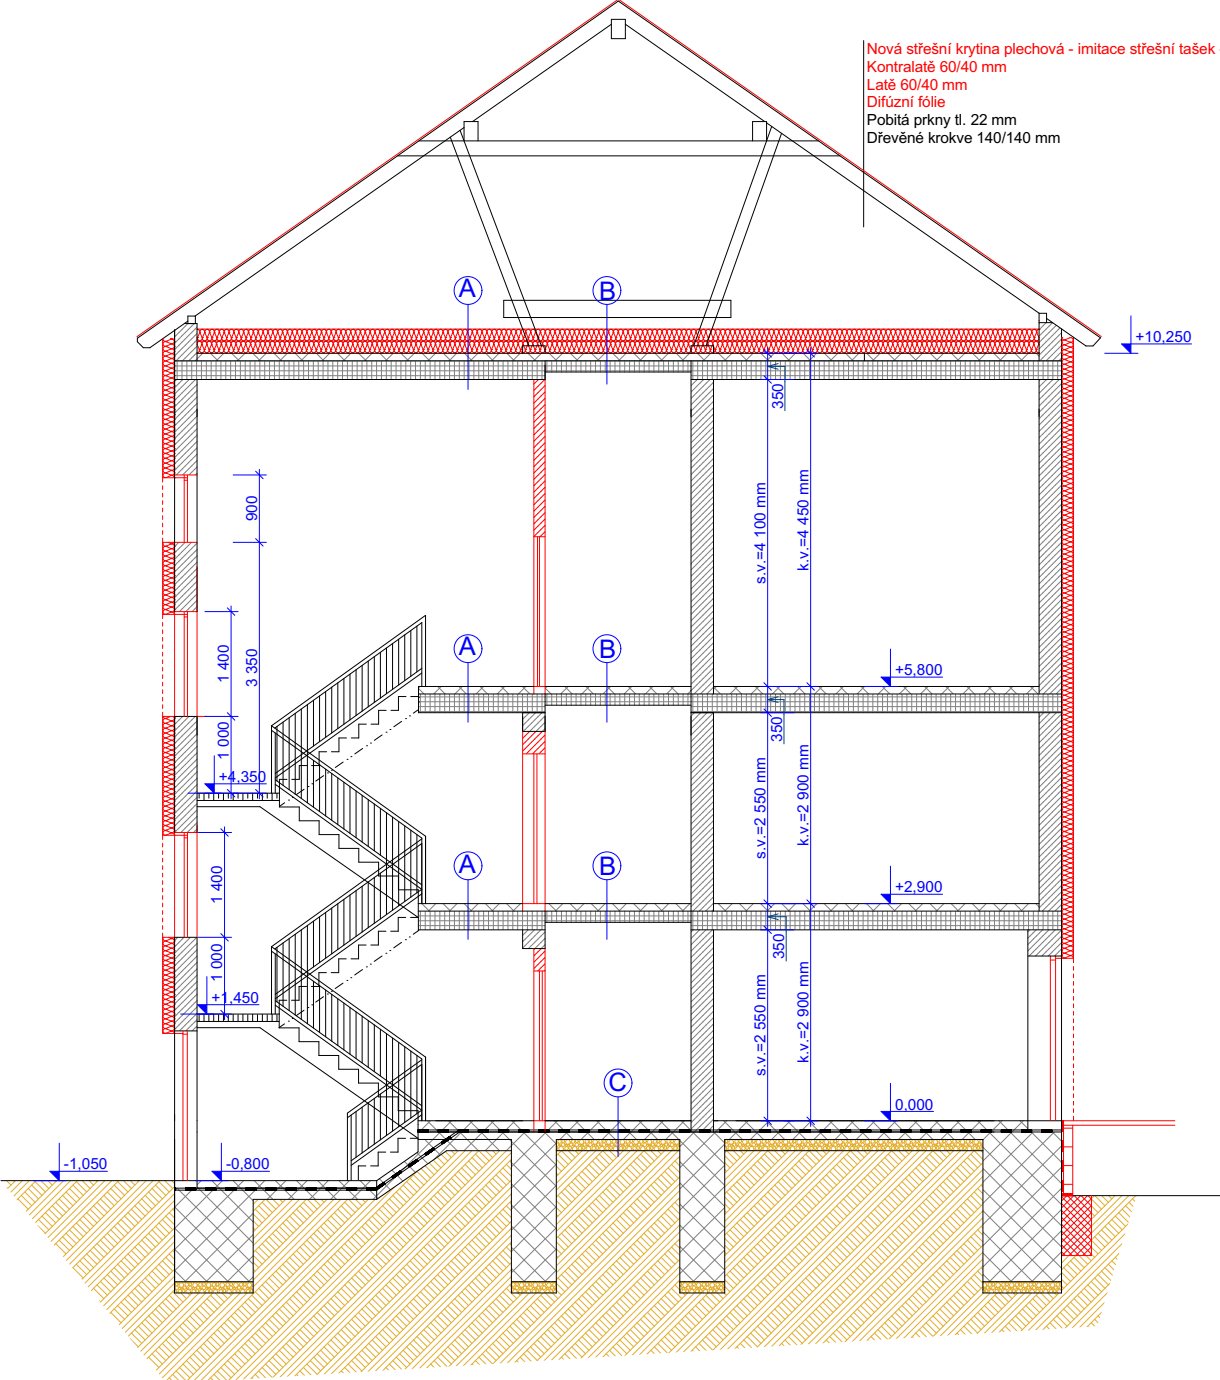 Nová střešní krytina plechová - imitace střešní tašek
Kontralatě 60/40 mm
Latě 60/40 mm
Difúzní fólie
Pobitá prkny tl. 22 mm
Dřevěné krokve 140/140 mm
A
B
+10,250
350
900
s.v.=4 100 mm
k.v.=4 450 mm
1 400
3 350
A
B
+5,800
1 000
350
+4,350
s.v.=2 550 mm
k.v.=2 900 mm
A
B
1 400
+2,900
350
1 000
+1,450
s.v.=2 550 mm
k.v.=2 900 mm
C
0,000
-1,050
-0,800